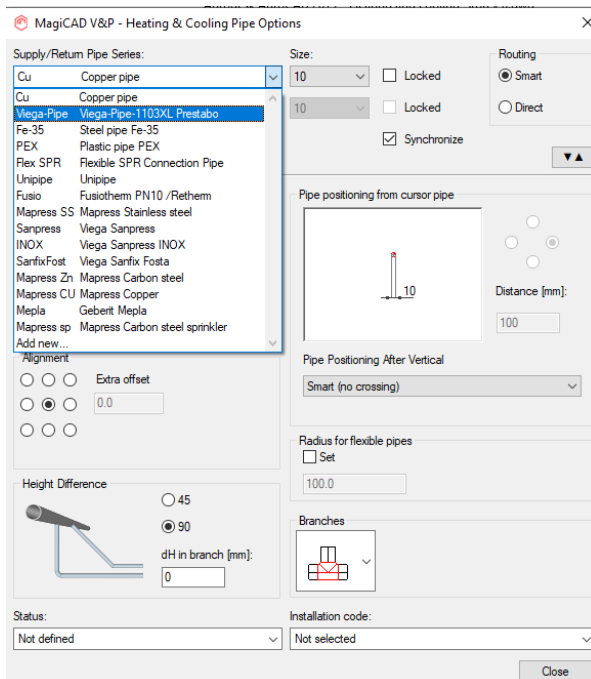 MagiCAD V&P - Heating & Cooling Pipe Options
Supply/Return Pipe Series:
Cu Copper pipe
Cu Copper pipe
Viega-Pipe Viega-Pipe-1103XL Prestabo
Fe-35 Steel pipe Fe-35
PEX Plastic pipe PEX
Flex SPR Flexible SPR Connection Pipe
Unipipe Unipipe
Fusio Fusiotherm PN10 /Retherm
Mapress SS Mapress Stainless steel
Sanpress Viega Sanpress
INOX Viega Sanpress INOX
SanfixFost Viega Sanfix Fosta
Mapress Zn Mapress Carbon steel
Mapress CU Mapress Copper
Mepla Geberit Mepla
Mapress sp Mapress Carbon steel sprinkler
Add new...
Size:
10 Locked
10 Locked
Synchronize
Routing
Smart
Direct
▼▲
Pipe positioning from cursor pipe
10
Distance [mm]:
100
Pipe Positioning After Vertical
Smart (no crossing)
Alignment
Extra offset
0.0
Radius for flexible pipes
Set
100.0
Height Difference
45
90
dH in branch [mm]:
0
Branches
Status:
Not defined
Installation code:
Not selected
Close